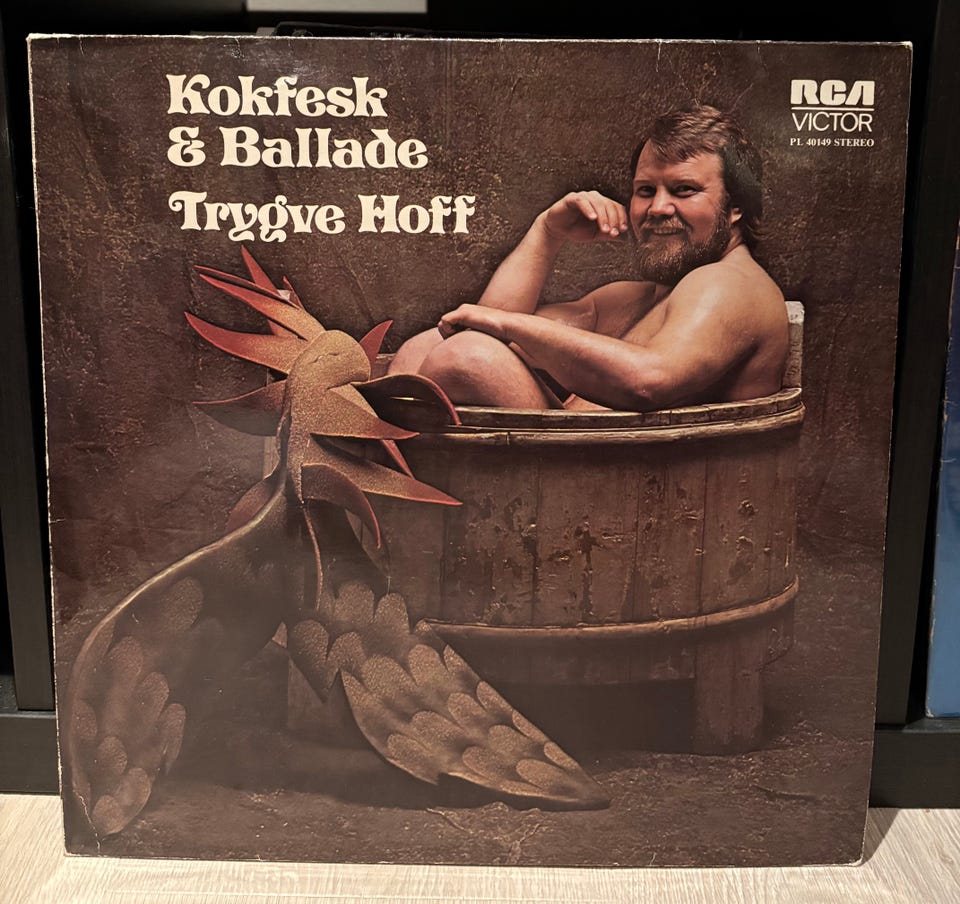 Kokfesk
& Ballade
Trygve Hoff
RCA
VICTOR
PL 40149 STEREO